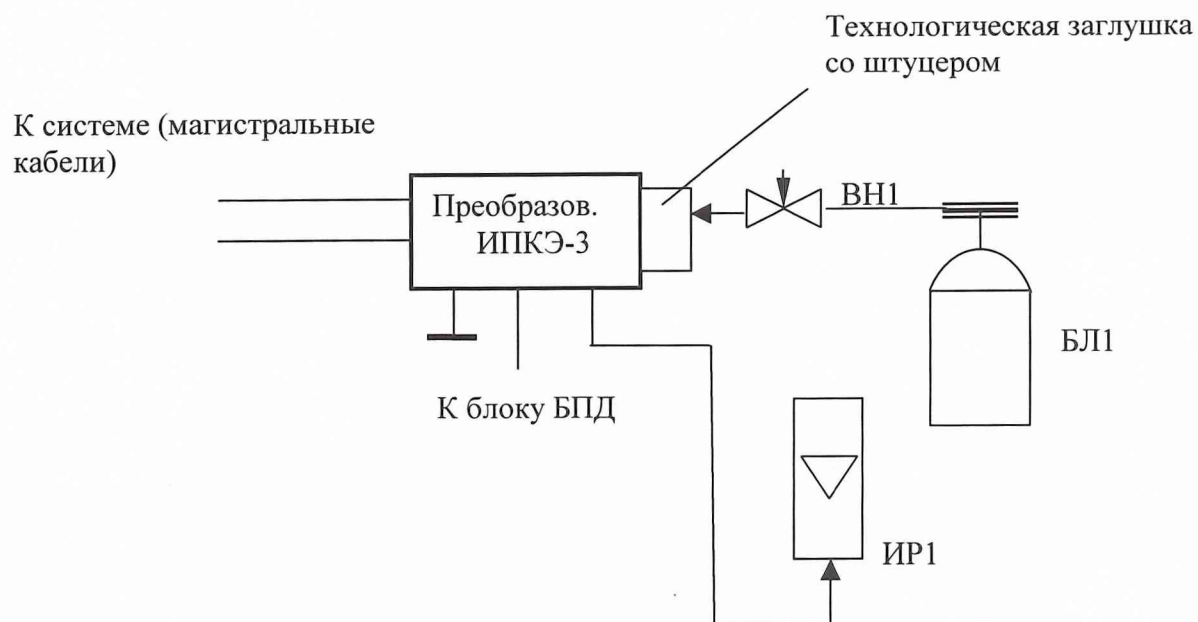 Технологическая заглушка
со штуцером
К системе (магистральные
кабели)
Преобразов.
ИПКЭ-3
ВН1
БЛ1
К блоку БПД
ИР1